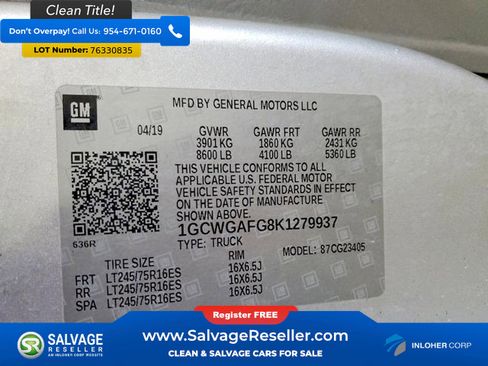 Clean Title!
Don't Overpay! Call Us: 954-671-0160
LOT Number: 76330835
GM
MFD BY GENERAL MOTORS LLC
04/19 GVWR GAWR FRT GAWR RR
3901 KG 1860 KG 2431 KG
8600 LB 4100 LB 5360 LB
THIS VEHICLE CONFORMS TO ALL
APPLICABLE U.S. FEDERAL MOTOR
VEHICLE SAFETY STANDARDS IN EFFECT
ON THE DATE OF MANUFACTURE
SHOWN ABOVE.
1GCWGAFG8K1279937
636R TYPE: TRUCK MODEL: 87CG23405
TIRE SIZE RIM
FRT LT245/75R16ES 16X6.5J
RR LT245/75R16ES 16X6.5J
SPA LT245/75R16ES 16X6.5J
Register FREE
SALVAGE
RESELLER
AN INLOHER CORP WEBSITE
www.SalvageReseller.com
CLEAN & SALVAGE CARS FOR SALE
INLOHER CORP